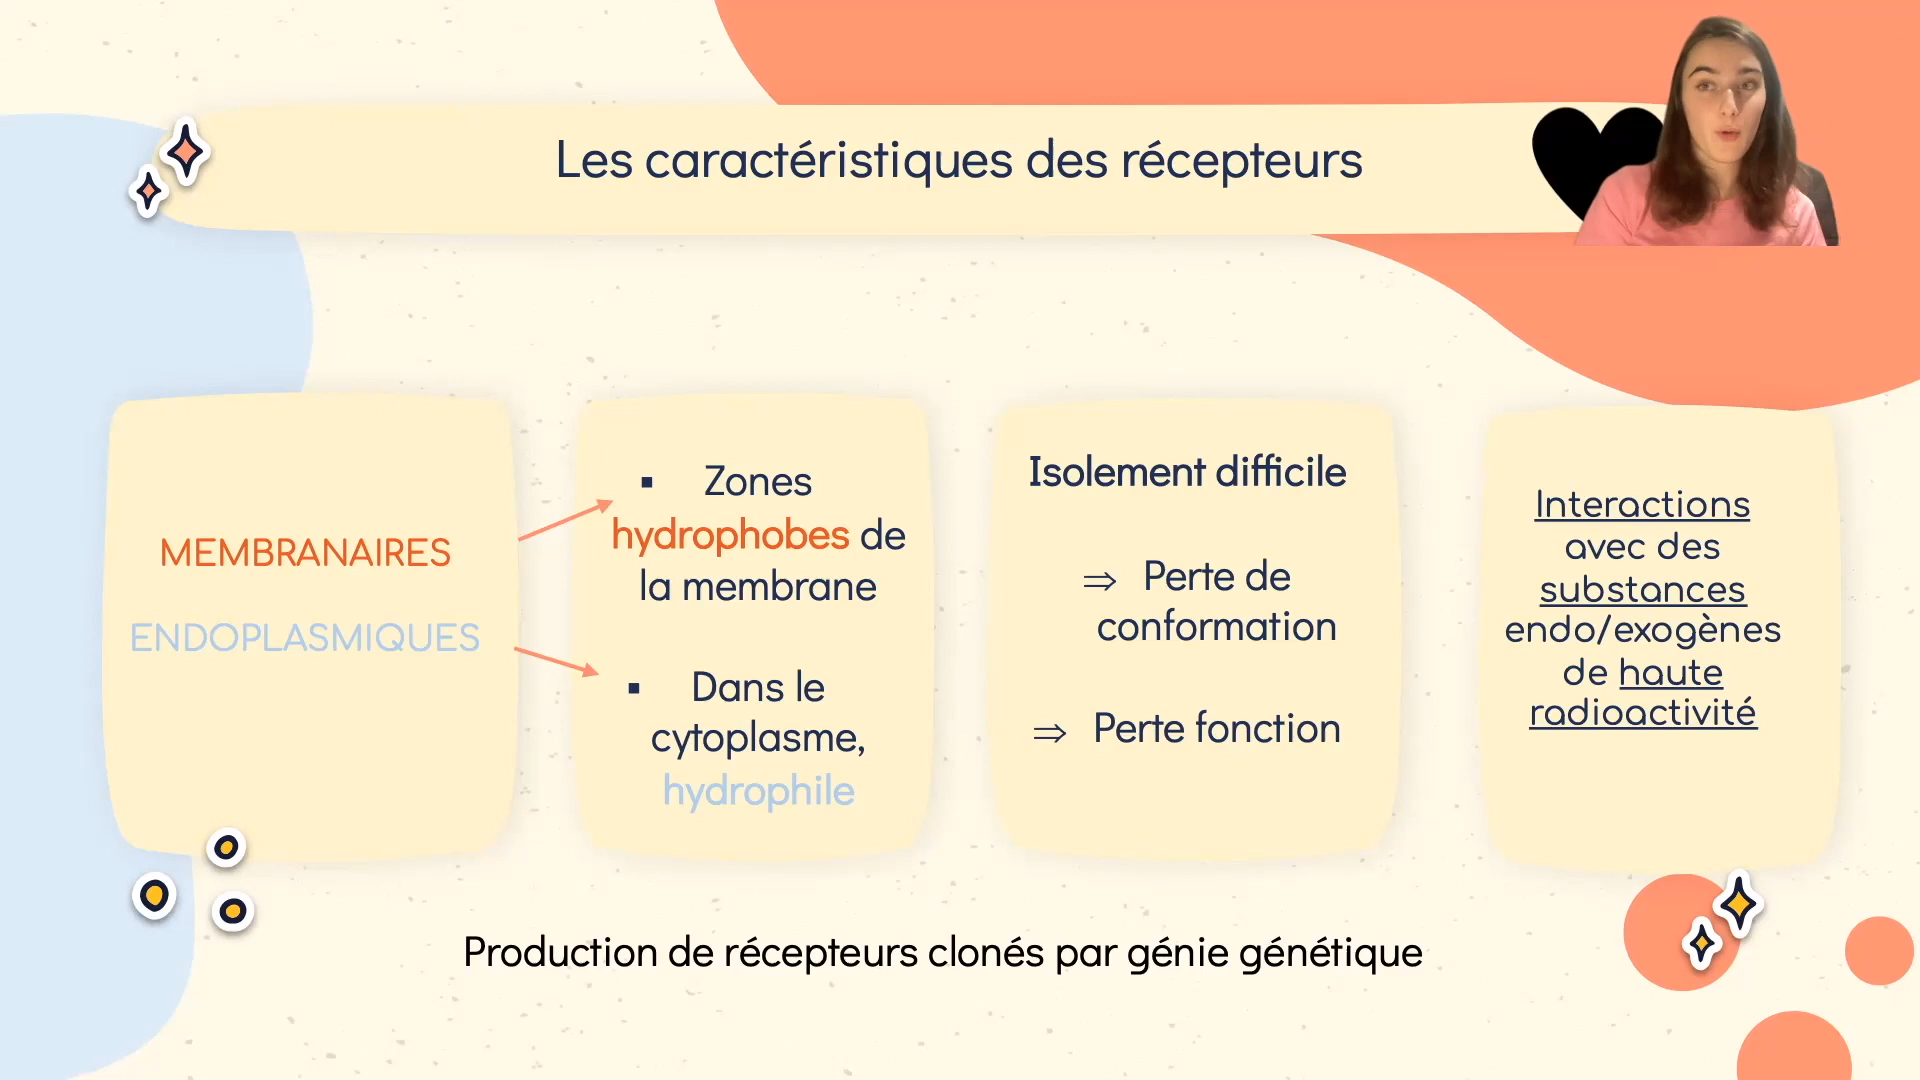 Les caractéristiques des récepteurs
MEMBRANAIRES
ENDOPLASMIQUES
▪ Zones
hydrophobes de
la membrane
▪ Dans le
cytoplasme,
hydrophile
Isolement difficile
⇒ Perte de
conformation
⇒ Perte fonction
Interactions
avec des
substances
endo/exogènes
de haute
radioactivité
Production de récepteurs clonés par génie génétique